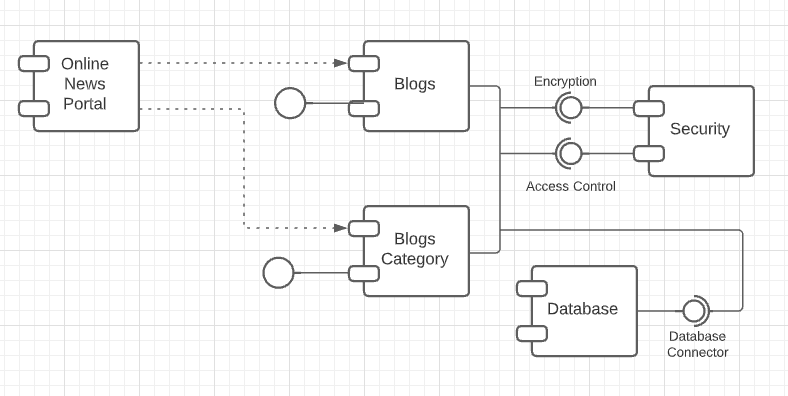 Online
News
Portal
Blogs
Encryption
Security
Access Control
Blogs
Category
Database
Database
Connector